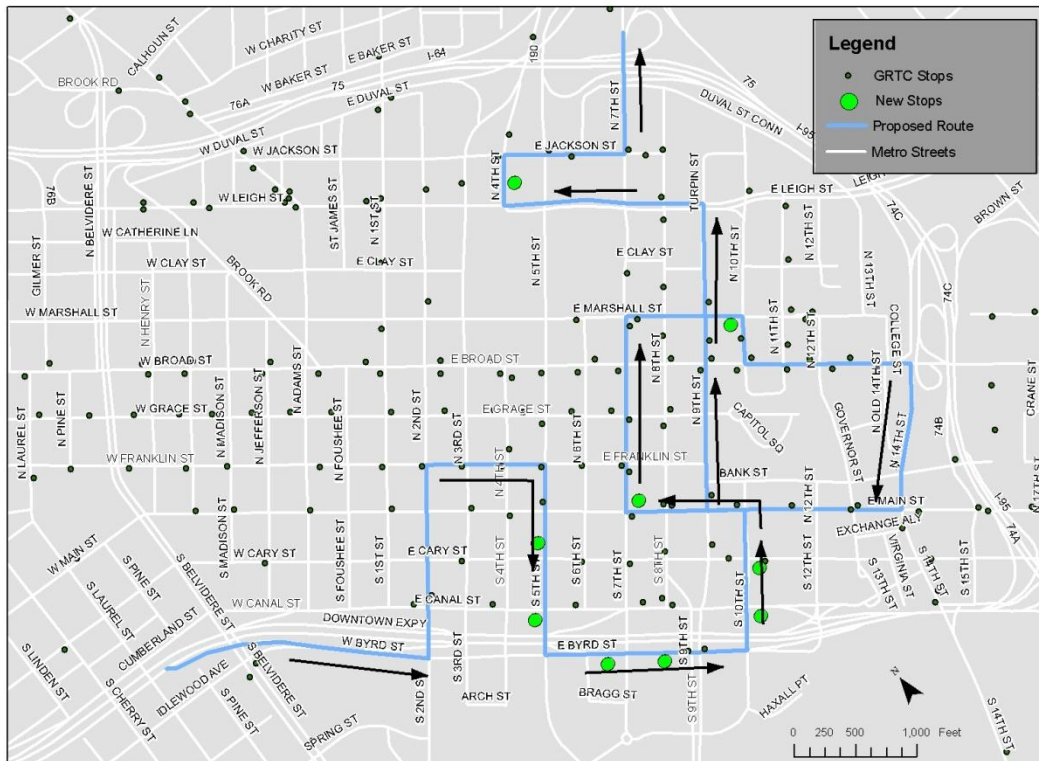 Legend
GRTC Stops
New Stops
Proposed Route
Metro Streets
CALHOUN ST
W CHARITY ST
E BAKER ST
I-64
190
W BAKER ST
BROOK RD
75
76A
E DUVAL ST
W DUVAL ST
N 7TH ST
75
DUVAL ST CONN
I-95
E JACKSON ST
W JACKSON ST
N 4TH ST
TURPIN ST
E LEIGH ST
LEIGH
76B
W LEIGH ST
N BELVIDERE ST
ST JAMES ST
N 1ST ST
74C
BROWN ST
W CATHERINE LN
GILMER ST
W CLAY ST
E CLAY ST
BROOK RD
N 5TH ST
N 10TH ST
N 12TH ST
N 13TH ST
74C
N HENRY ST
W MARSHALL ST
E MARSHALL ST
COLLEGE ST
N 11TH ST
N 12TH ST
W BROAD ST
E BROAD ST
N 8TH ST
N OLD 14TH ST
N ADAMS ST
CRANE ST
N LAUREL ST
N PINE ST
W GRACE ST
N MADISON ST
N JEFFERSON ST
N FOUSHEE ST
N 2ND ST
N 3RD ST
E GRACE ST
N 6TH ST
N 9TH ST
CAPITOL SQ
GOVERNOR ST
N 14TH ST
74B
W FRANKLIN ST
N 4TH ST
E FRANKLIN ST
BANK ST
N 12TH ST
E MAIN ST
N 17TH ST
I-95
74A
EXCHANGE ALY
W MAIN ST
S MADISON ST
W CARY ST
S FOUSHEE ST
S 1ST ST
E CARY ST
S 4TH ST
S 5TH ST
S 6TH ST
S 7TH ST
S 8TH ST
S 10TH ST
S 12TH ST
S 13TH ST
VIRGINIA ST
S 14TH ST
S 15TH ST
S PINE ST
S LAUREL ST
S BELVIDERE ST
W CANAL ST
E CANAL ST
DOWNTOWN EXPY
CUMBERLAND ST
W BYRD ST
E BYRD ST
S LINDEN ST
S CHERRY ST
IDLEWOOD AVE
S PINE ST
S BELVIDERE ST
SPRING ST
S 2ND ST
S 3RD ST
ARCH ST
BRAGG ST
S 9TH ST
S 9TH ST
HAXALL PT
S 14TH ST
N
0 250 500 1,000 Feet